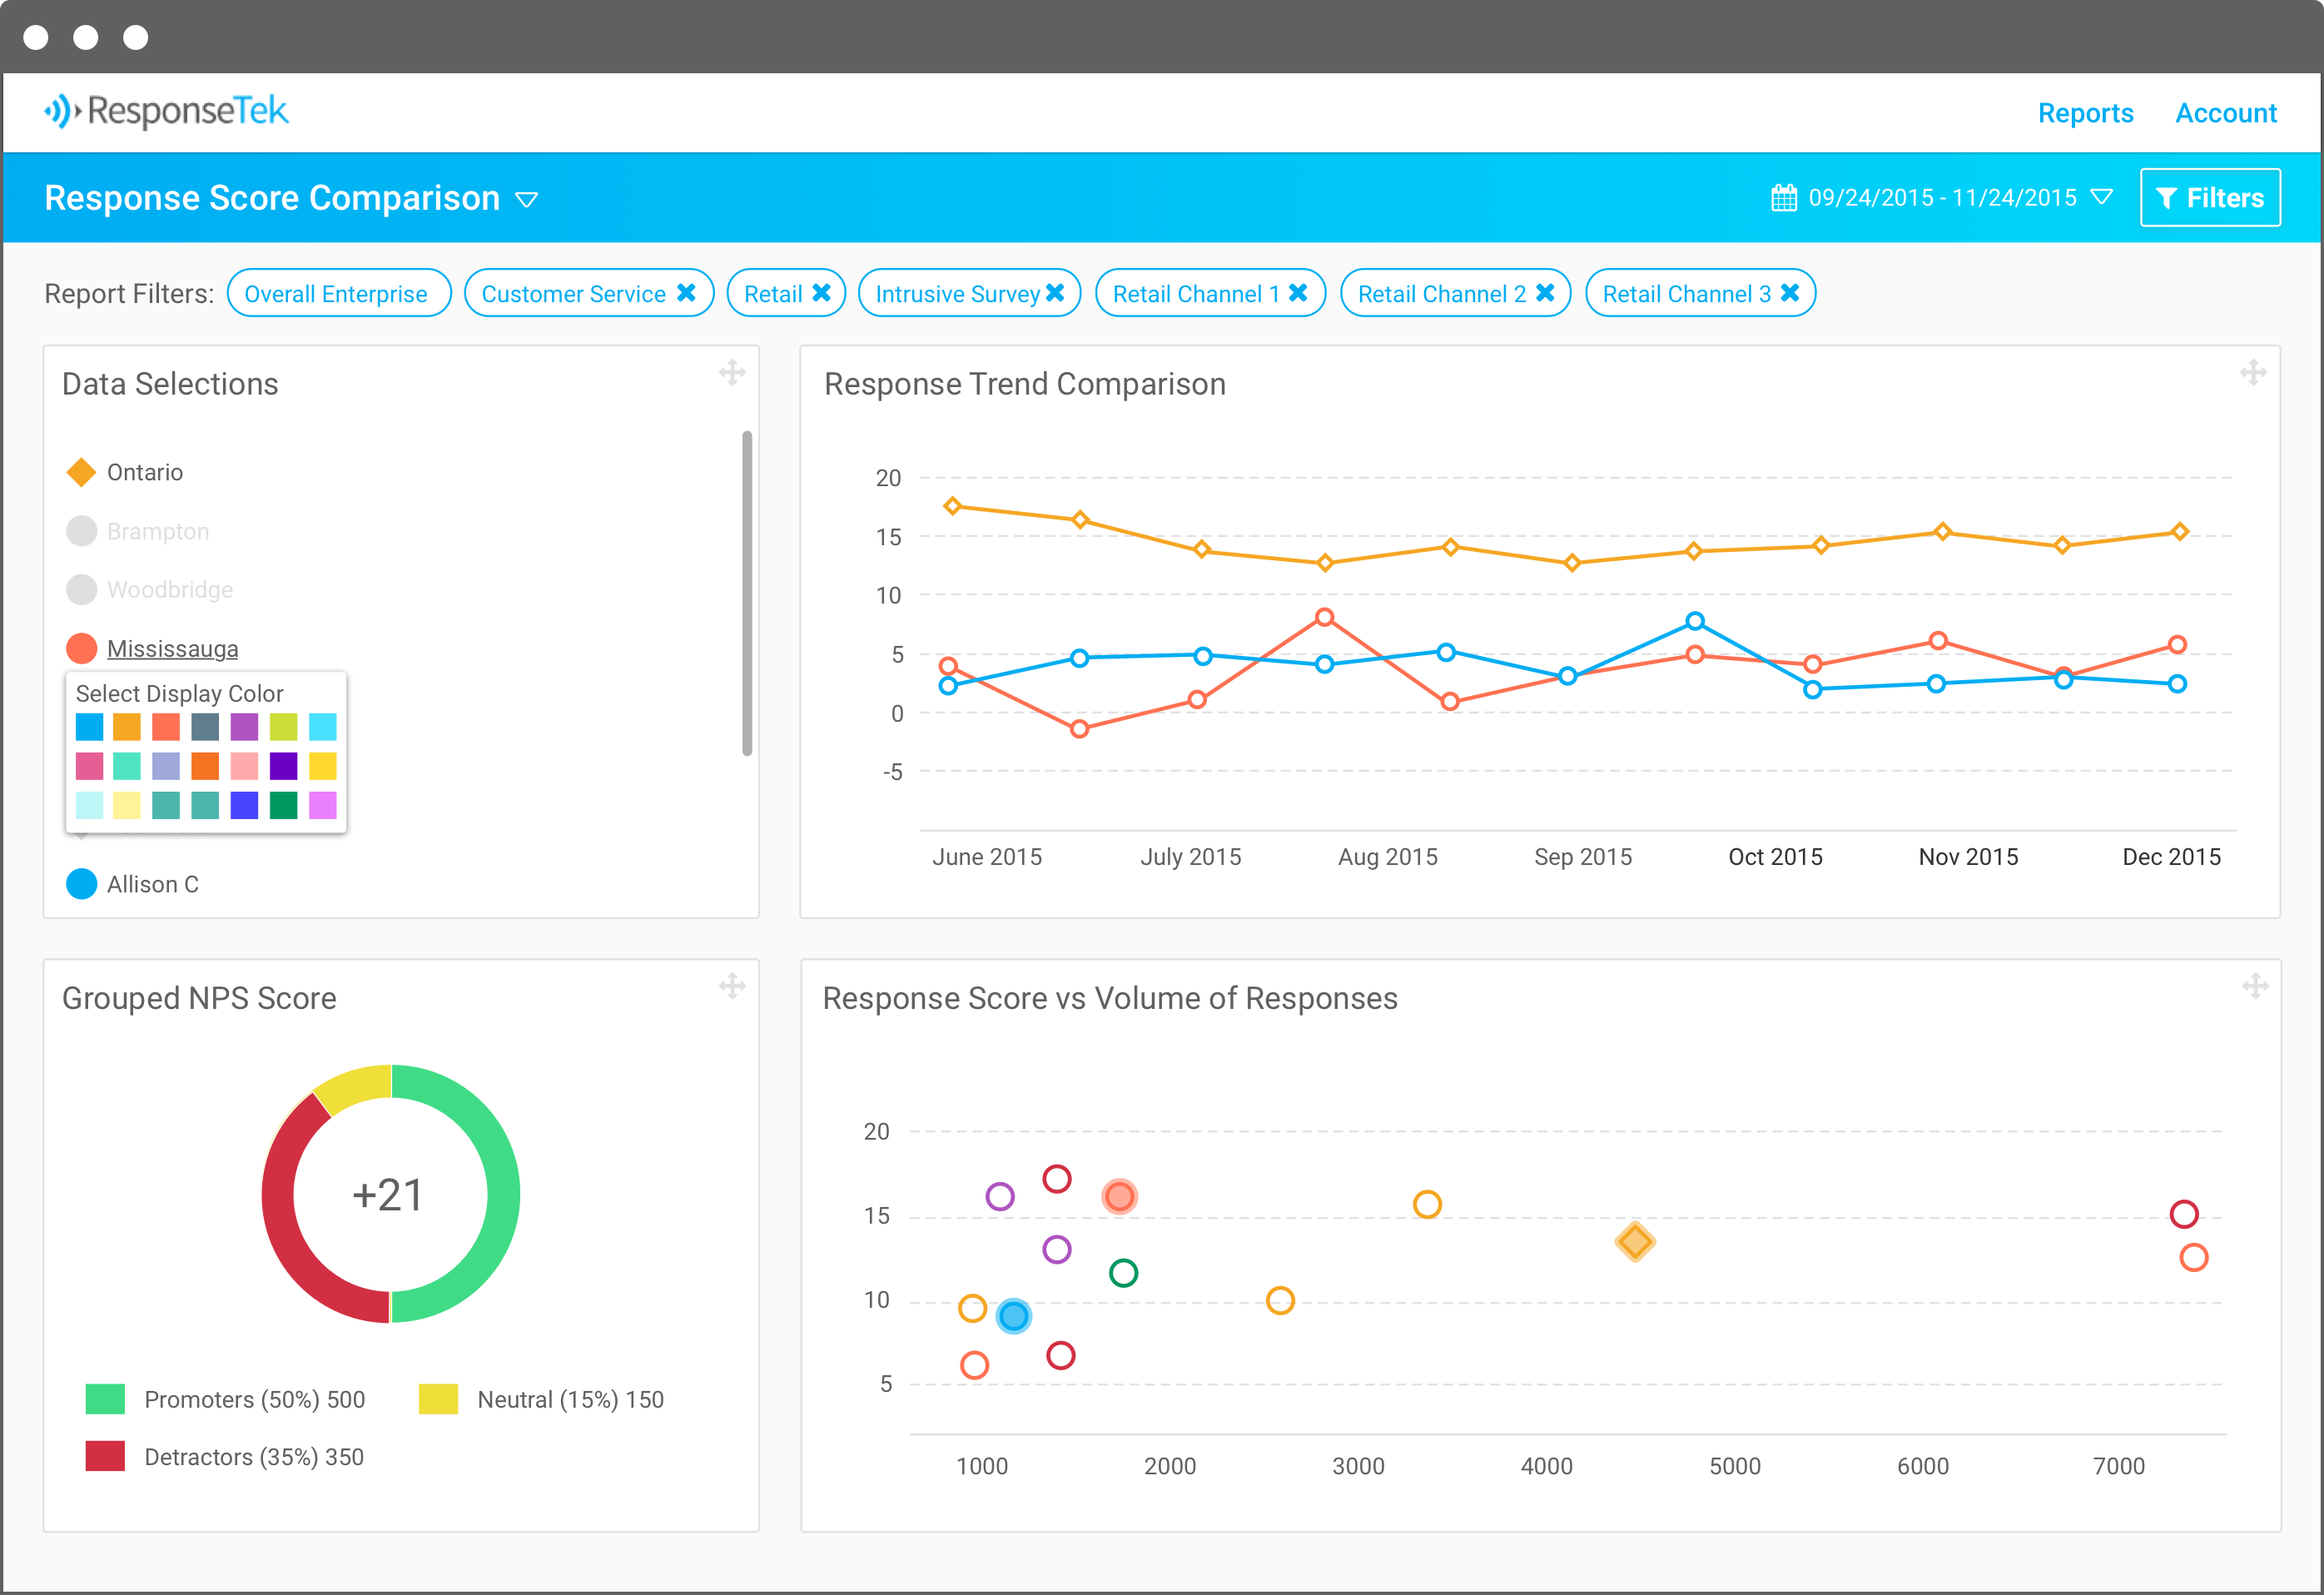 ResponseTek
Reports Account
Response Score Comparison
09/24/2015 - 11/24/2015 Filters
Report Filters: Overall Enterprise Customer Service Retail Intrusive Survey Retail Channel 1 Retail Channel 2 Retail Channel 3
Data Selections
Ontario
Brampton
Woodbridge
Mississauga
Select Display Color
Allison C
Response Trend Comparison
20
15
10
5
0
-5
June 2015 July 2015 Aug 2015 Sep 2015 Oct 2015 Nov 2015 Dec 2015
Grouped NPS Score
+21
Promoters (50%) 500 Neutral (15%) 150
Detractors (35%) 350
Response Score vs Volume of Responses
20
15
10
5
1000 2000 3000 4000 5000 6000 7000